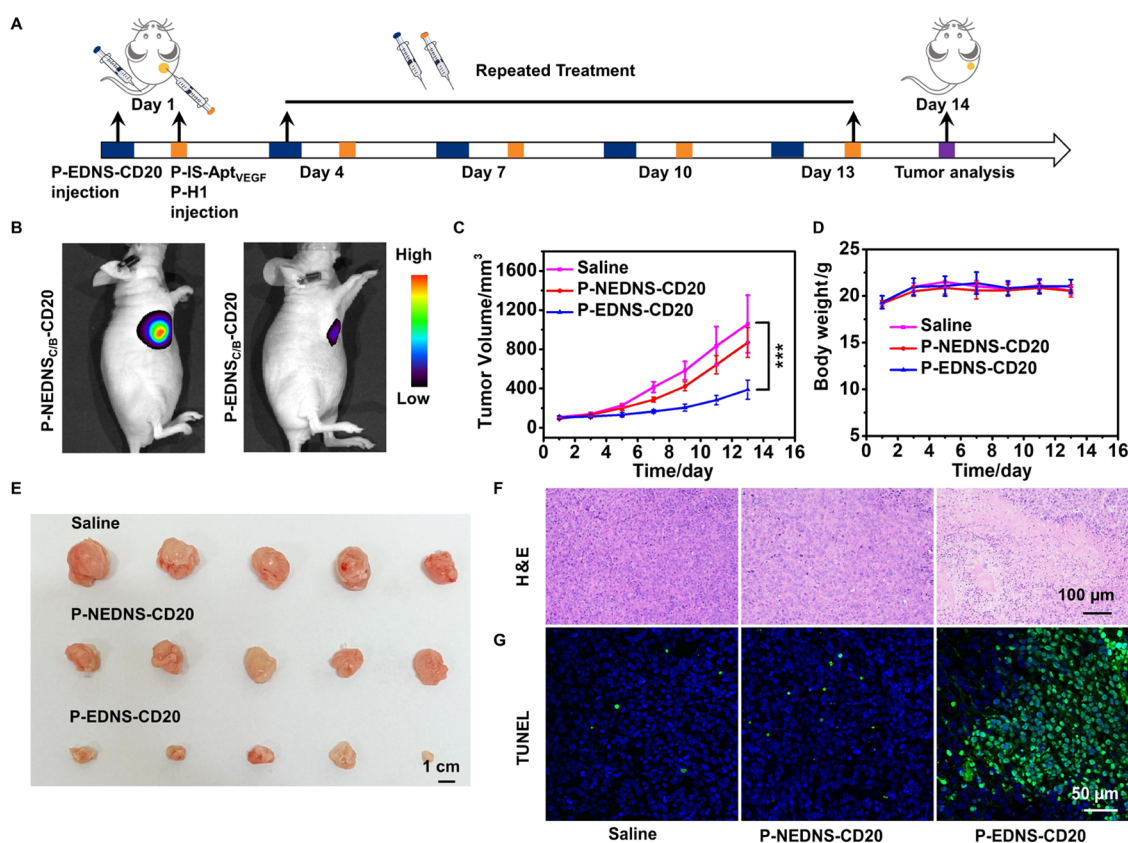 A
Day 1
Repeated Treatment
Day 14
P-EDNS-CD20
injection
P-IS-AptVEGF
P-H1
injection
Day 4
Day 7
Day 10
Day 13
Tumor analysis
B
P-NEDNSC/B-CD20
P-EDNSC/B-CD20
High
Low
C
Tumor Volume/mm3
1600
1200
800
400
0
Saline
P-NEDNS-CD20
P-EDNS-CD20
***
0 2 4 6 8 10 12 14 16
Time/day
D
Body weight/g
25
20
15
10
5
Saline
P-NEDNS-CD20
P-EDNS-CD20
0 2 4 6 8 10 12 14 16
Time/day
E
Saline
P-NEDNS-CD20
P-EDNS-CD20
1 cm
F
H&E
100 μm
G
TUNEL
50 μm
Saline
P-NEDNS-CD20
P-EDNS-CD20